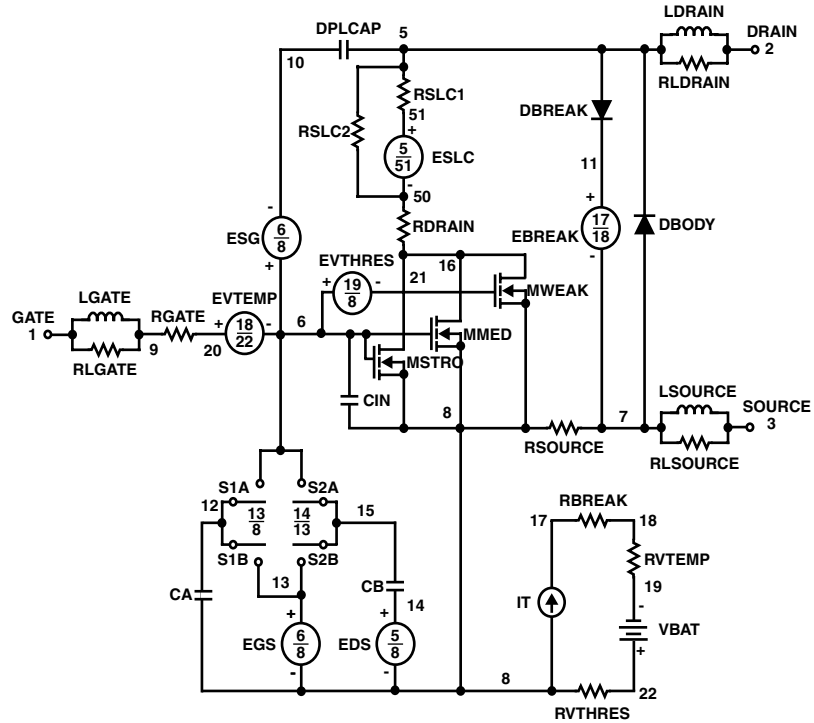 LDRAIN
DPLCAP 5 DRAIN
10 2
RLDRAIN
RSLC1
51
DBREAK
RSLC2
+
5
51
ESLC
-
50
11
-
6
8
ESG
+
RDRAIN
+
17
18
EBREAK
-
DBODY
EVTHRES
16
21
+
19
8
-
MWEAK
LGATE
EVTEMP
GATE
1
RGATE
+
18
22
-
6
MMED
9
20
RLGATE
MSTRO
CIN
8
LSOURCE
7
SOURCE
3
RSOURCE
RLSOURCE
S1A
S2A
12
13
8
14
13
15
S1B
S2B
13
CA
CB
14
+
6
8
EGS
-
+
5
8
EDS
-
RBREAK
17
18
RVTEMP
19
IT
-
VBAT
+
8
22
RVTHRES